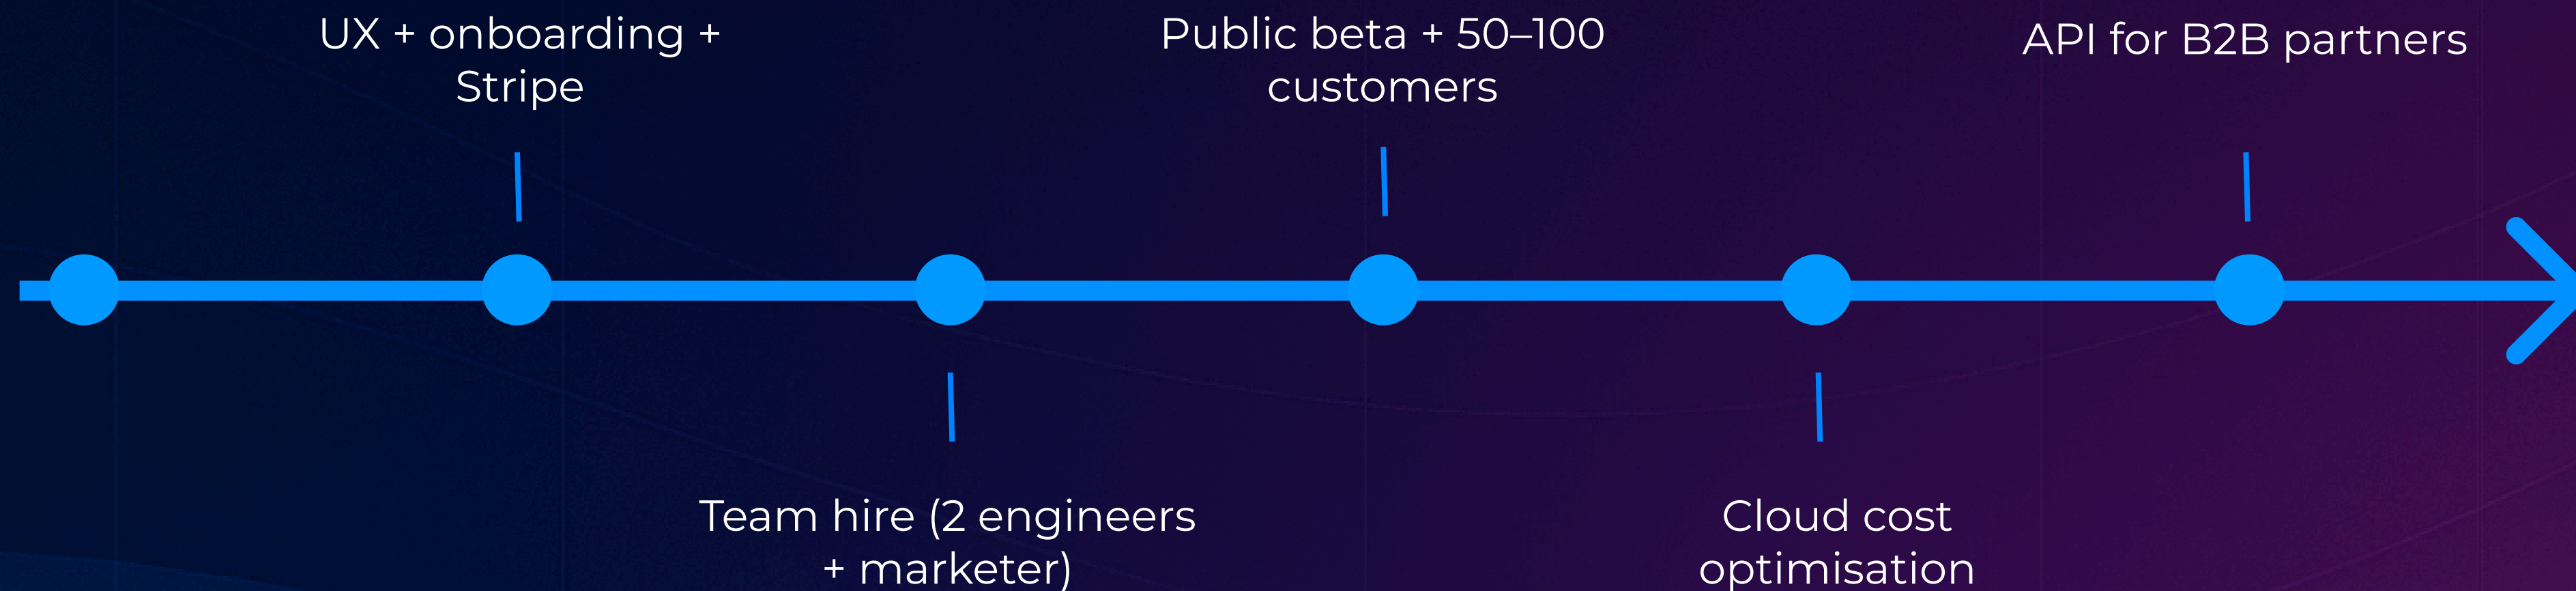 UX + onboarding +
Stripe
Public beta + 50–100
customers
API for B2B partners
Team hire (2 engineers
+ marketer)
Cloud cost
optimisation